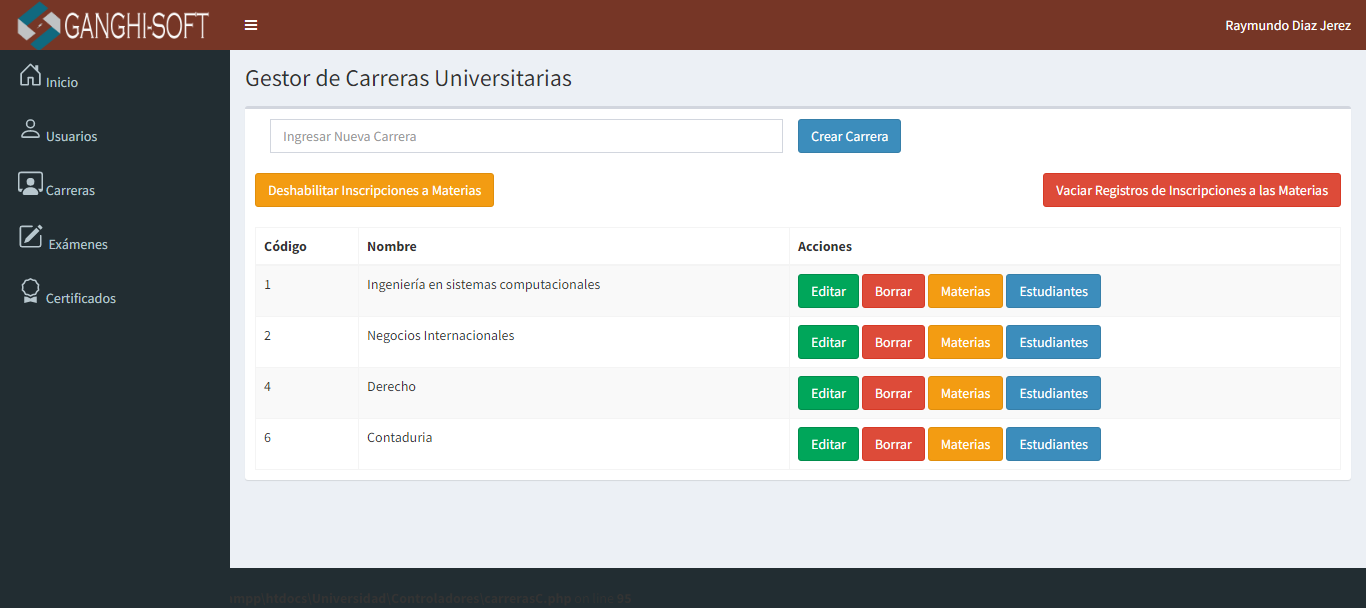 GANGHI-SOFT
Raymundo Diaz Jerez
Inicio
Usuarios
Carreras
Exámenes
Certificados
Gestor de Carreras Universitarias
Ingresar Nueva Carrera
Crear Carrera
Deshabilitar Inscripciones a Materias
Vaciar Registros de Inscripciones a las Materias
Código Nombre Acciones
1 Ingeniería en sistemas computacionales Editar Borrar Materias Estudiantes
2 Negocios Internacionales Editar Borrar Materias Estudiantes
4 Derecho Editar Borrar Materias Estudiantes
6 Contaduria Editar Borrar Materias Estudiantes
mpp\htdocs\Universidad\Controladores\carrerasC.php on line 95